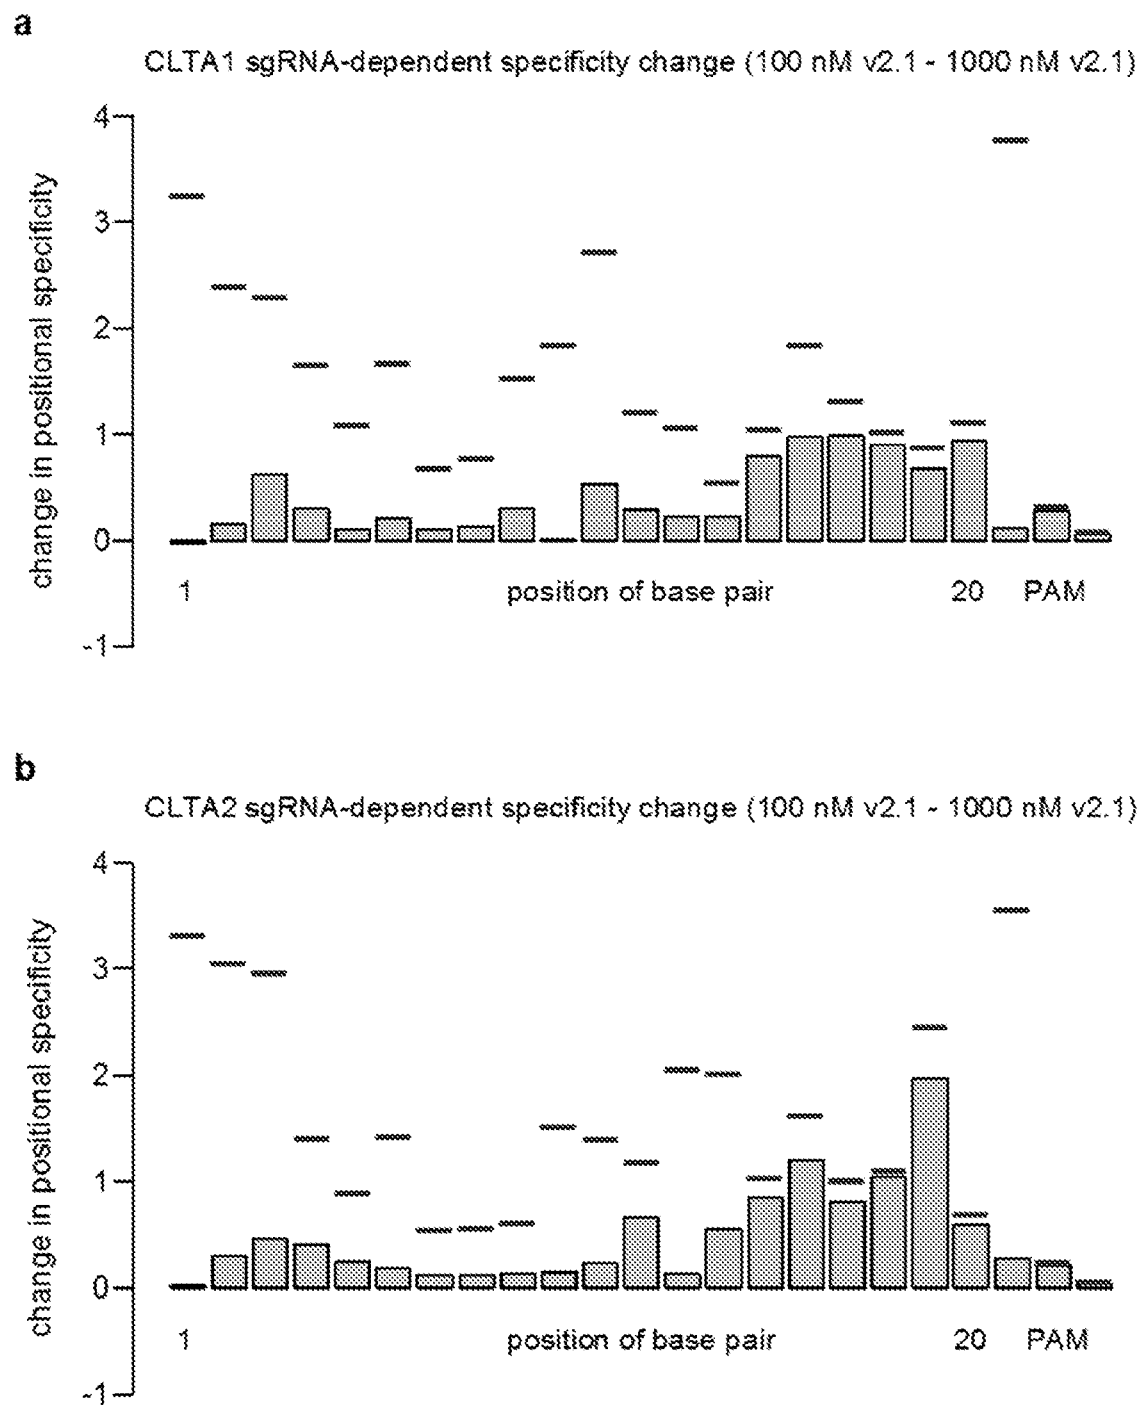 a
CLTA1 sgRNA-dependent specificity change (100 nM v2.1 - 1000 nM v2.1)
change in positional specificity
4
3
2
1
0
-1
1 position of base pair 20 PAM
b
CLTA2 sgRNA-dependent specificity change (100 nM v2.1 - 1000 nM v2.1)
change in positional specificity
4
3
2
1
0
-1
1 position of base pair 20 PAM